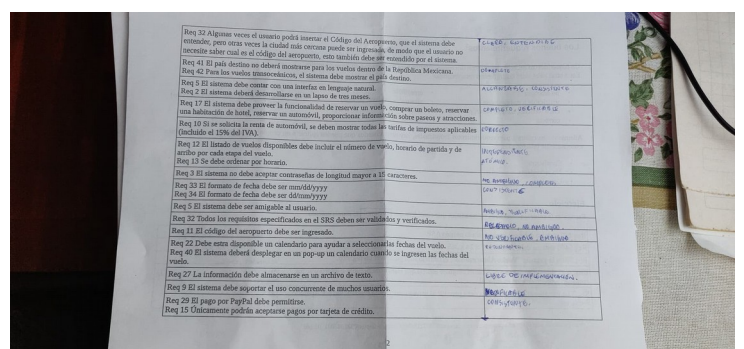 Req 32 Algunas veces el usuario podrá insertar el Código del Aeropuerto, que el sistema debe
entender, pero otras veces la ciudad más cercana puede ser ingresada, de modo que el usuario no
necesite saber cual es el código del aeropuerto, esto también debe ser entendido por el sistema.
Req 41 El país destino no deberá mostrarse para los vuelos dentro de la República Mexicana.
Req 42 Para los vuelos transoceánicos, el sistema debe mostrar el país destino.
COMPLETO
Req 5 El sistema debe contar con una interfaz en lenguaje natural.
Req 2 El sistema deberá desarrollarse en un lapso de tres meses.
ALCANZABLE - CONSISTENTE
Req 17 El sistema debe proveer la funcionalidad de reservar un vuelo, comprar un boleto, reservar
una habitación de hotel, reservar un automóvil, proporcionar información sobre paseos y atracciones.
COMPLETO, VERIFICABLE
Req 10 Si se solicita la renta de automóvil, se deben mostrar todas las tarifas de impuestos aplicables
(incluido el 15% del IVA).
CORRECTO
Req 12 El listado de vuelos disponibles debe incluir el número de vuelo, horario de partida y de
arribo por cada etapa del vuelo.
Req 13 Se debe ordenar por horario.
Req 3 El sistema no debe aceptar contraseñas de longitud mayor a 15 caracteres.
Req 33 El formato de fecha debe ser mm/dd/yyyy
Req 34 El formato de fecha debe ser dd/mm/yyyy
Req 5 El sistema debe ser amigable al usuario.
Req 32 Todos los requisitos especificados en el SRS deben ser validados y verificados.
NO AMBIGUO
Req 11 El código del aeropuerto debe ser ingresado.
NO VERIFICABLE, AMBIGUO
Req 22 Debe estra disponible un calendario para ayudar a seleccionarlas fechas del vuelo.
Req 40 El sistema deberá desplegar en un pop-up un calendario cuando se ingresen las fechas del
vuelo.
Req 27 La información debe almacenarse en un archivo de texto.
LIBRE DE IMPLEMENTACIÓN.
Req 9 El sistema debe soportar el uso concurrente de muchos usuarios.
Req 29 El pago por PayPal debe permitirse.
Req 15 Únicamente podrán aceptarse pagos por tarjeta de crédito.
CONSISTENTE.
2